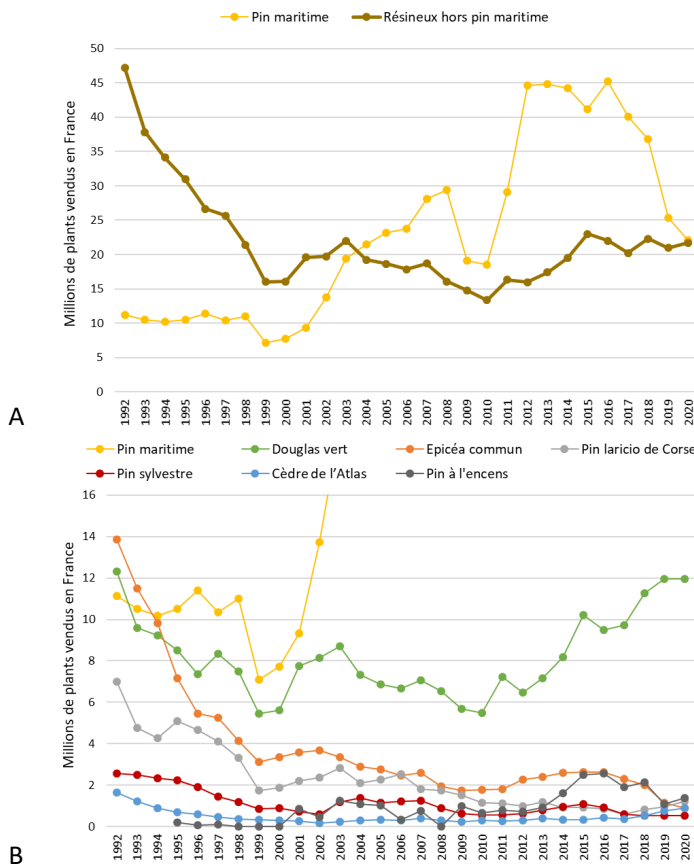 Pin maritime Résineux hors pin maritime
Millions de plants vendus en France
50
45
40
35
30
25
20
15
10
5
0
1992 1993 1994 1995 1996 1997 1998 1999 2000 2001 2002 2003 2004 2005 2006 2007 2008 2009 2010 2011 2012 2013 2014 2015 2016 2017 2018 2019 2020
A
Pin maritime Douglas vert Epicéa commun Pin laricio de Corse
Pin sylvestre Cèdre de l’Atlas Pin à l'encens
Millions de plants vendus en France
16
14
12
10
8
6
4
2
0
1992 1993 1994 1995 1996 1997 1998 1999 2000 2001 2002 2003 2004 2005 2006 2007 2008 2009 2010 2011 2012 2013 2014 2015 2016 2017 2018 2019 2020
B